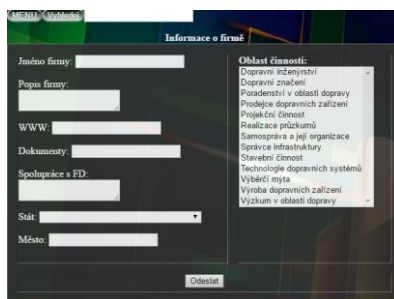 MENU Vyhledej
Informace o firmě
Jméno firmy:
Popis firmy:
WWW:
Dokumenty:
Spolupráce s FD:
Stát:
Město:
Oblast činnosti:
Dopravní inženýrství
Dopravní značení
Poradenství v oblasti dopravy
Prodejce dopravních zařízení
Projekční činnost
Realizace průzkumů
Samospráva a její organizace
Správce infrastruktury
Stavební činnost
Technologie dopravních systémů
Výběrčí mýta
Výroba dopravních zařízení
Výzkum v oblasti dopravy
Odeslat